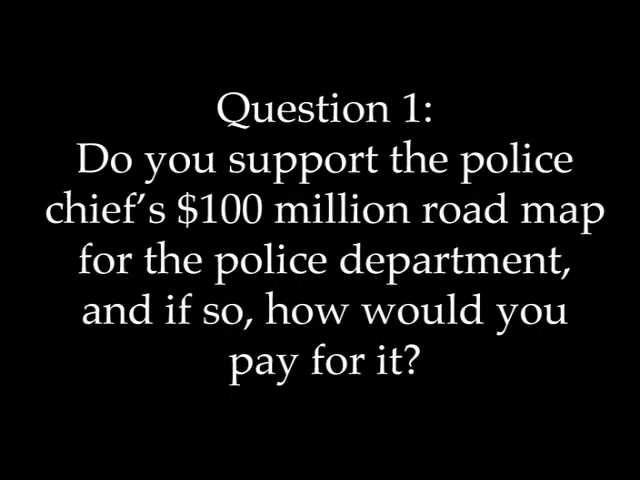 Question 1:
Do you support the police
chief’s $100 million road map
for the police department,
and if so, how would you
pay for it?